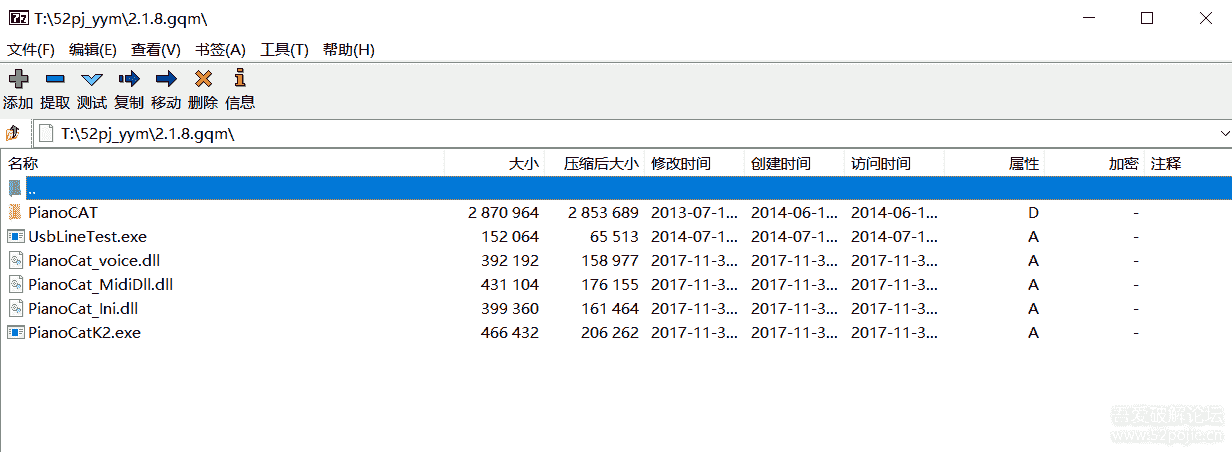 T:\52pj_yym\2.1.8.gqm\
文件(F) 编辑(E) 查看(V) 书签(A) 工具(T) 帮助(H)
添加 提取 测试 复制 移动 删除 信息
T:\52pj_yym\2.1.8.gqm\
名称 大小 压缩后大小 修改时间 创建时间 访问时间 属性 加密 注释
..
PianoCAT 2 870 964 2 853 689 2013-07-1... 2014-06-1... 2014-06-1... D -
UsbLineTest.exe 152 064 65 513 2014-07-1... 2014-07-1... 2014-07-1... A -
PianoCat_voice.dll 392 192 158 977 2017-11-3... 2017-11-3... 2017-11-3... A -
PianoCat_MidiDll.dll 431 104 176 155 2017-11-3... 2017-11-3... 2017-11-3... A -
PianoCat_Ini.dll 399 360 161 464 2017-11-3... 2017-11-3... 2017-11-3... A -
PianoCatK2.exe 466 432 206 262 2017-11-3... 2017-11-3... 2017-11-3... A -
吾爱破解论坛
www.52pojie.cn